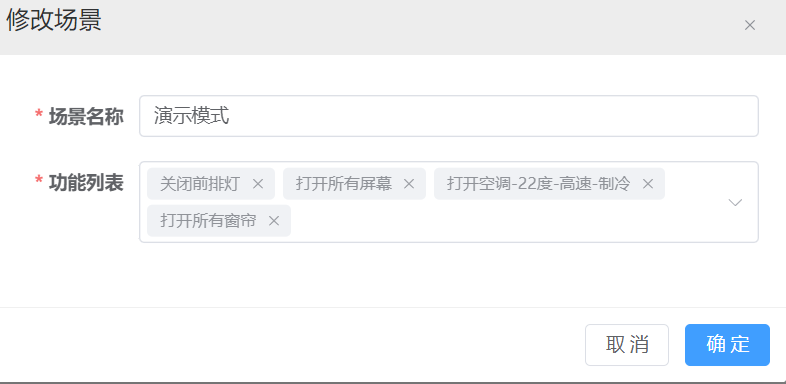 修改场景
* 场景名称 演示模式
* 功能列表 关闭前排灯 打开所有屏幕 打开空调-22度-高速-制冷
打开所有窗帘
取消 确定